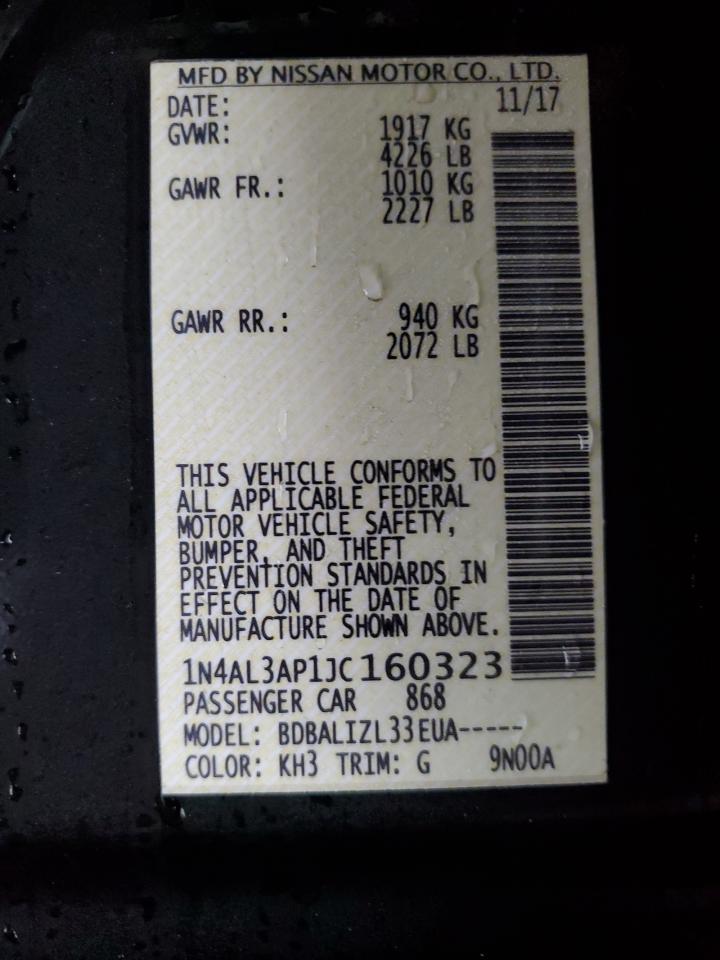 MFD BY NISSAN MOTOR CO., LTD.
DATE: 11/17
GVWR: 1917 KG
4226 LB
GAWR FR.: 1010 KG
2227 LB
GAWR RR.: 940 KG
2072 LB
THIS VEHICLE CONFORMS TO
ALL APPLICABLE FEDERAL
MOTOR VEHICLE SAFETY,
BUMPER, AND THEFT
PREVENTION STANDARDS IN
EFFECT ON THE DATE OF
MANUFACTURE SHOWN ABOVE.
1N4AL3AP1JC160323
PASSENGER CAR 868
MODEL: BDBALIZL33EUA-----
COLOR: KH3 TRIM: G 9N00A